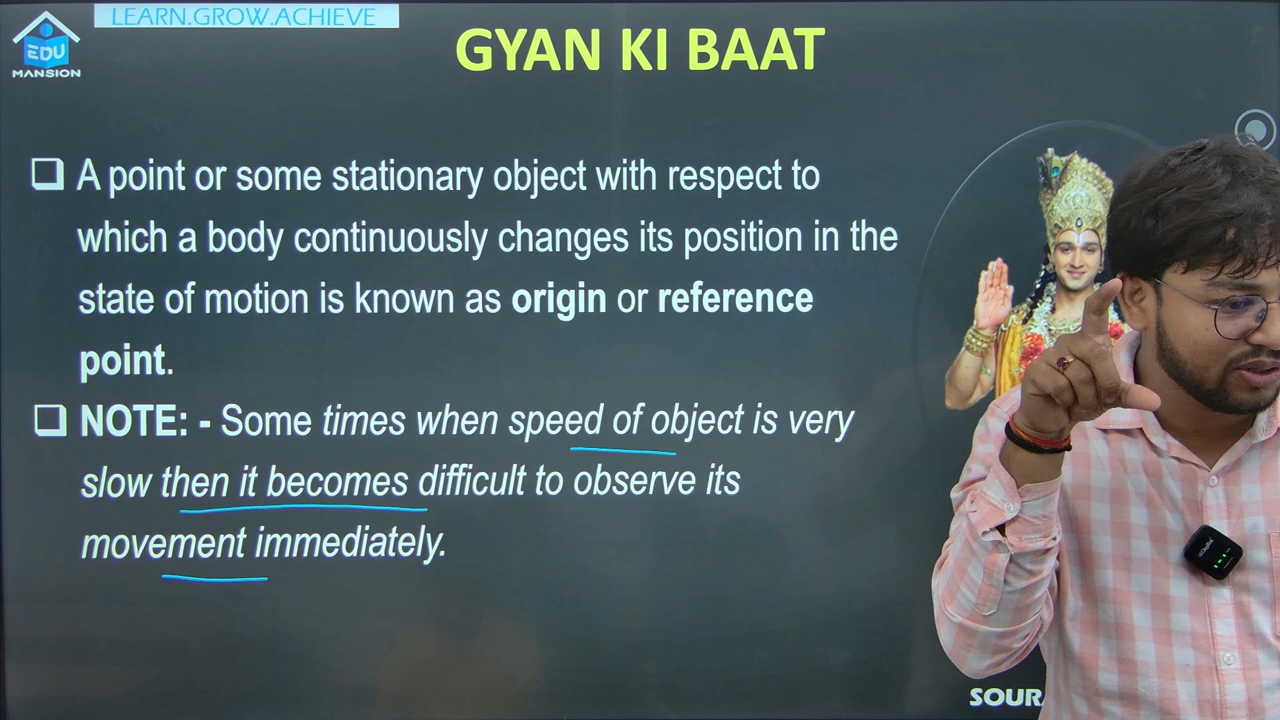 LEARN.GROW.ACHIEVE
EDU
MANSION
GYAN KI BAAT
A point or some stationary object with respect to
which a body continuously changes its position in the
state of motion is known as origin or reference
point.
NOTE: - Some times when speed of object is very
slow then it becomes difficult to observe its
movement immediately.
SOUR